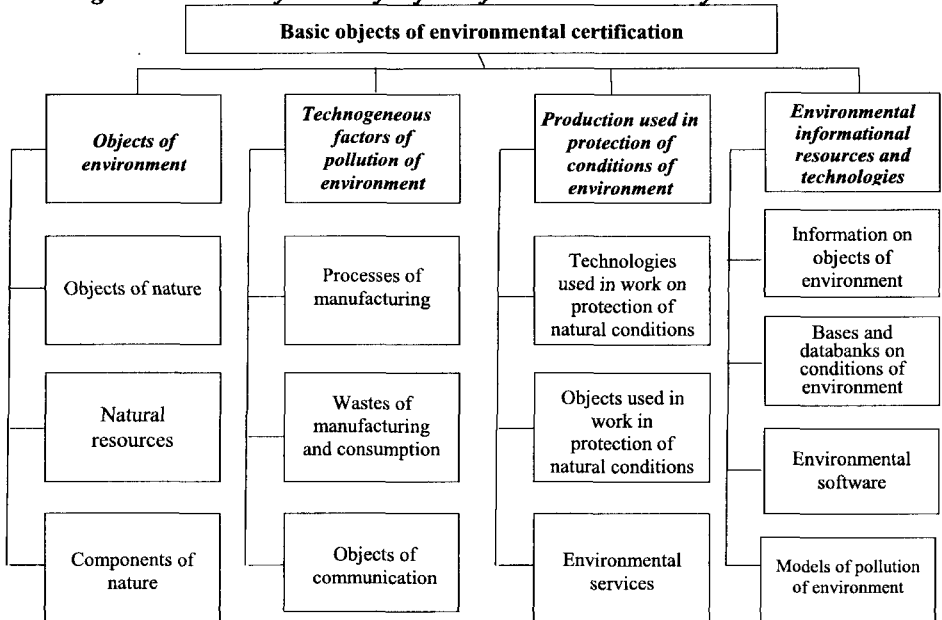 Basic objects of environmental certification
Objects of
environment
Objects of nature
Natural
resources
Components of
nature
Technogeneous
factors of
pollution of
environment
Processes of
manufacturing
Wastes of
manufacturing
and consumption
Objects of
communication
Production used in
protection of
conditions of
environment
Technologies
used in work on
protection of
natural conditions
Objects used in
work in
protection of
natural conditions
Environmental
services
Environmental
informational
resources and
technologies
Information on
objects of
environment
Bases and
databanks on
conditions of
environment
Environmental
software
Models of pollution
of environment